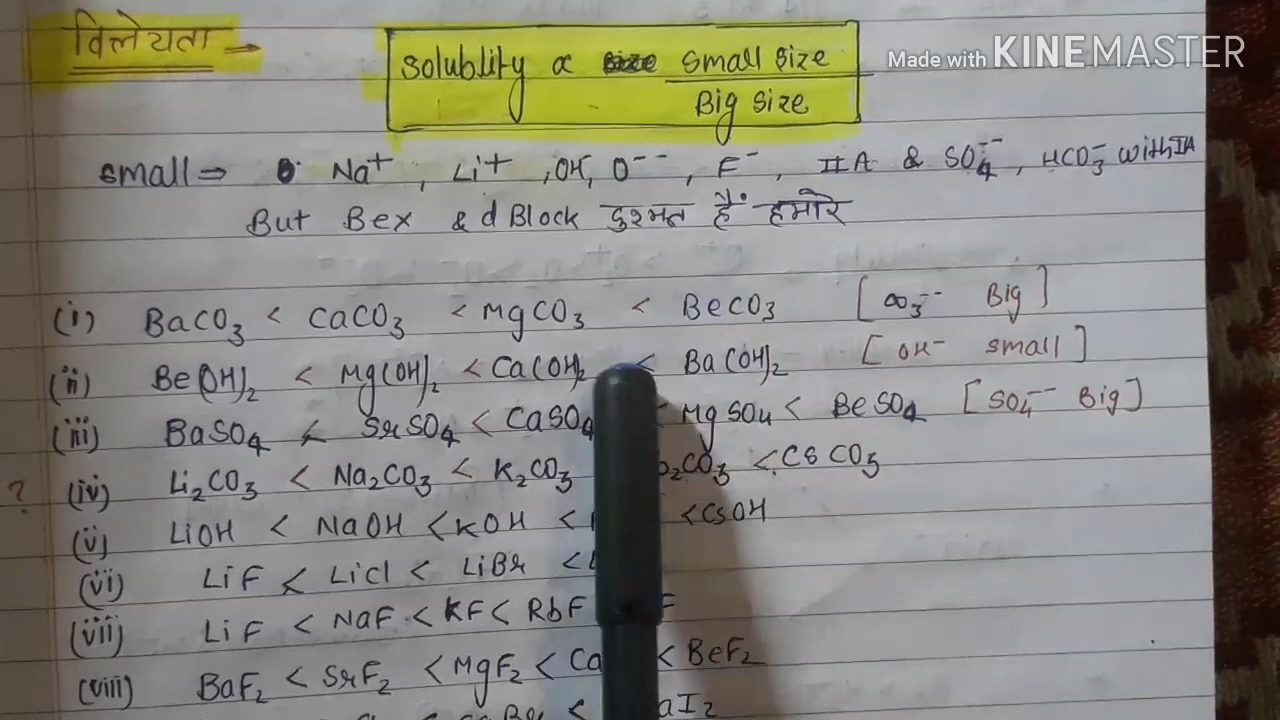 विलेयता →
Made with KINEMASTER
Solublity ∝ Small Size
Big Size
Small ⇒ Na⁺, Li⁺, OH⁻, O⁻⁻, F⁻, IIA & SO₄⁻⁻, HCO₃⁻ with IA
But Bex & d Block दुश्मन हैं हमारे
(i) BaCO₃ < CaCO₃ < MgCO₃ < BeCO₃ [CO₃⁻⁻ Big]
(ii) Be(OH)₂ < Mg(OH)₂ < Ca(OH)₂ < Ba(OH)₂ [OH⁻ small]
(iii) BaSO₄ < SrSO₄ < CaSO₄ < MgSO₄ < BeSO₄ [SO₄⁻⁻ Big]
? (iv) Li₂CO₃ < Na₂CO₃ < K₂CO₃ ₂CO₃ < CsCO₃
(v) LiOH < NaOH < KOH < < CsOH
(vi) LiF < LiCl < LiBr <
(vii) LiF < NaF < KF < RbF F
(viii) BaF₂ < SrF₂ < MgF₂ < Ca < BeF₂
< aI₂